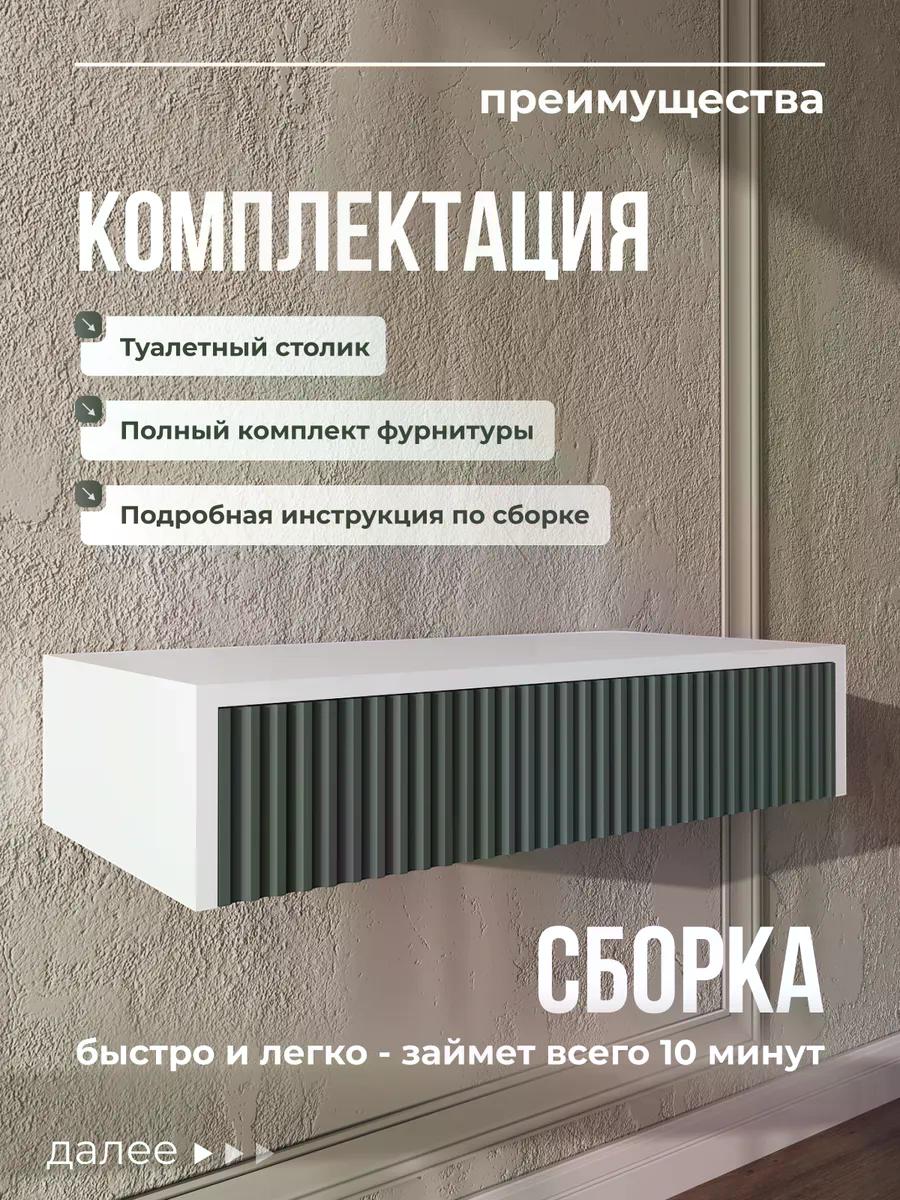 преимущества
КОМПЛЕКТАЦИЯ
Туалетный столик
Полный комплект фурнитуры
Подробная инструкция по сборке
СБОРКА
быстро и легко - займет всего 10 минут
далее